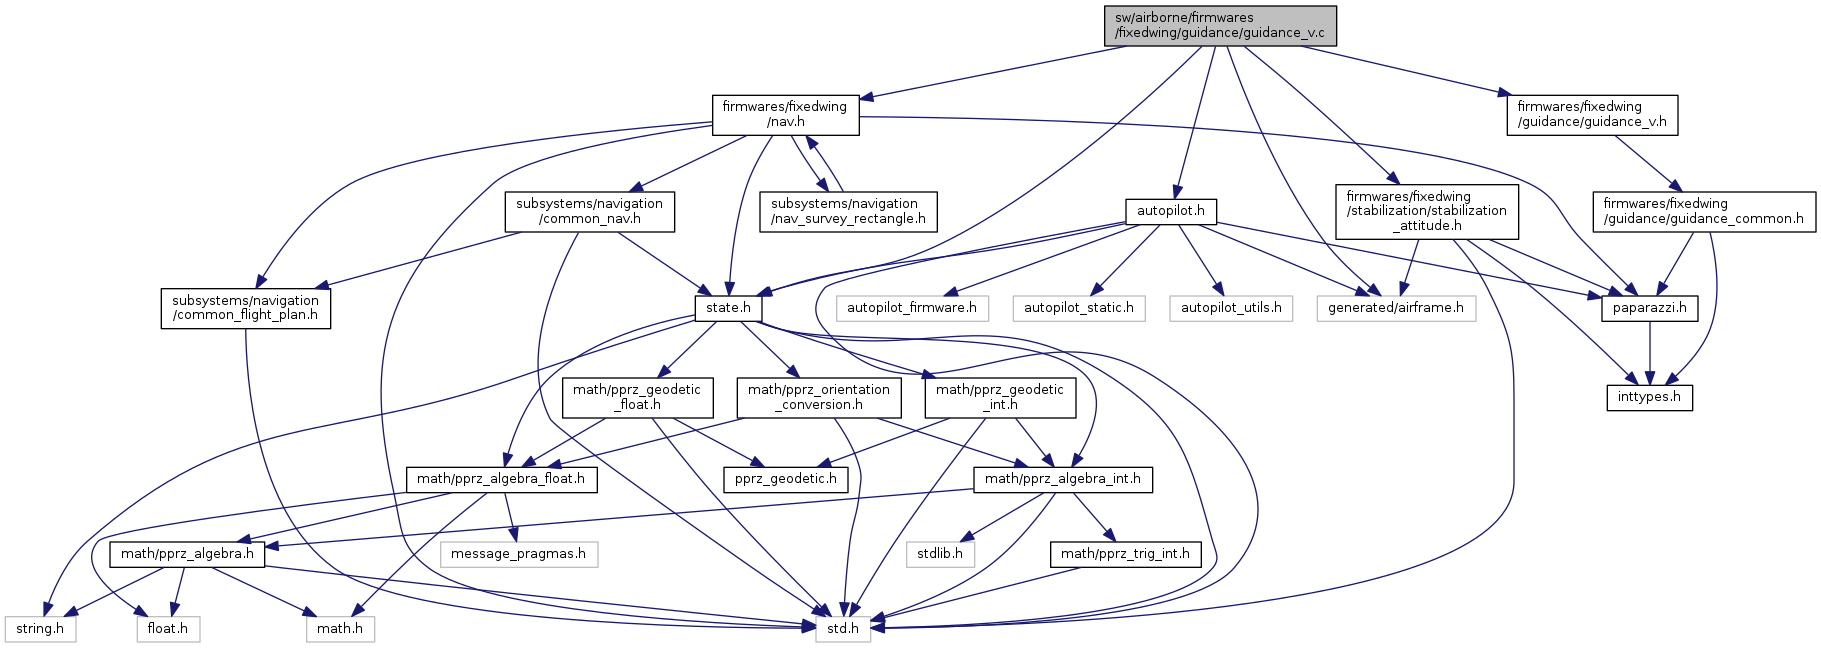 sw/airborne/firmwares
/fixedwing/guidance/guidance_v.c
firmwares/fixedwing
/nav.h
firmwares/fixedwing
/guidance/guidance_v.h
subsystems/navigation
/common_nav.h
subsystems/navigation
/nav_survey_rectangle.h
autopilot.h
firmwares/fixedwing
/stabilization/stabilization
_attitude.h
firmwares/fixedwing
/guidance/guidance_common.h
subsystems/navigation
/common_flight_plan.h
state.h
autopilot_firmware.h
autopilot_static.h
autopilot_utils.h
generated/airframe.h
paparazzi.h
math/pprz_geodetic
_float.h
math/pprz_orientation
_conversion.h
math/pprz_geodetic
_int.h
inttypes.h
math/pprz_algebra_float.h
pprz_geodetic.h
math/pprz_algebra_int.h
math/pprz_algebra.h
message_pragmas.h
stdlib.h
math/pprz_trig_int.h
string.h
float.h
math.h
std.h